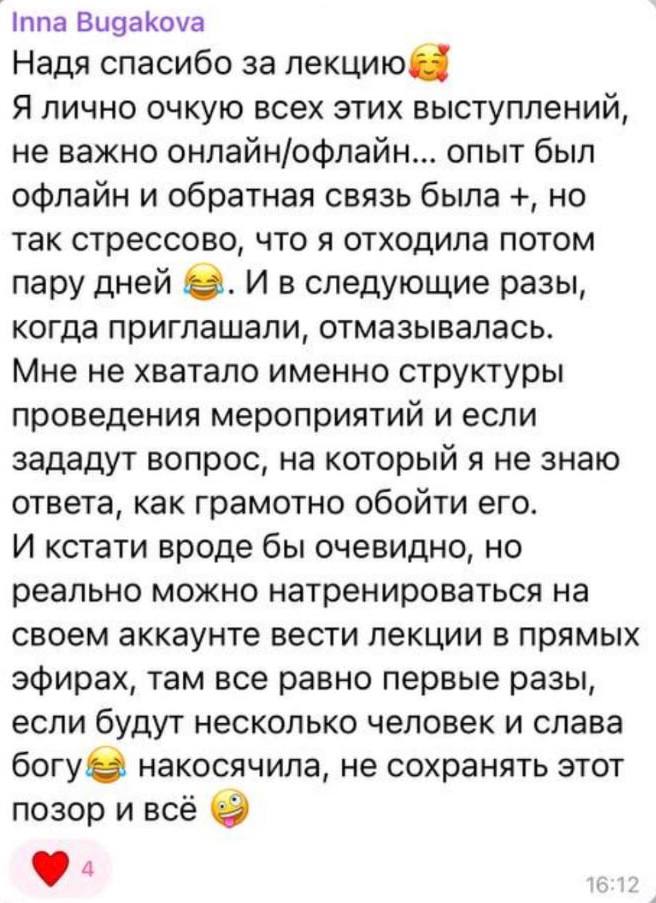 Inna Bugakova
Надя спасибо за лекцию🥰
Я лично очкую всех этих выступлений,
не важно онлайн/офлайн... опыт был
офлайн и обратная связь была +, но
так стрессово, что я отходила потом
пару дней 😂. И в следующие разы,
когда приглашали, отмазывалась.
Мне не хватало именно структуры
проведения мероприятий и если
зададут вопрос, на который я не знаю
ответа, как грамотно обойти его.
И кстати вроде бы очевидно, но
реально можно натренироваться на
своем аккаунте вести лекции в прямых
эфирах, там все равно первые разы,
если будут несколько человек и слава
богу😂 накосячила, не сохранять этот
позор и всё 🤪
❤️ 4
16:12